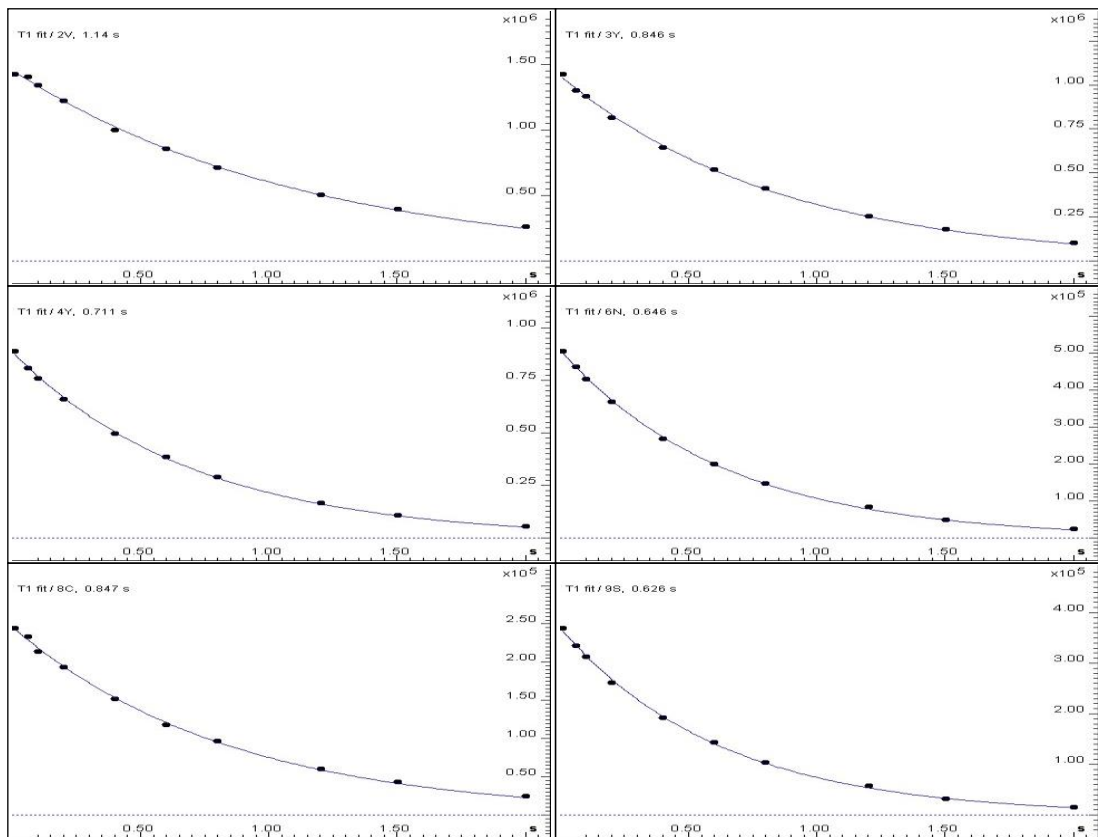 T1 fit / 2V, 1.14 s
x10⁶
1.50
1.00
0.50
0.50 1.00 1.50 s
T1 fit / 3Y, 0.846 s
x10⁶
1.00
0.75
0.50
0.25
0.50 1.00 1.50 s
T1 fit / 4Y, 0.711 s
x10⁶
1.00
0.75
0.50
0.25
0.50 1.00 1.50 s
T1 fit / 6N, 0.646 s
x10⁵
5.00
4.00
3.00
2.00
1.00
0.50 1.00 1.50 s
T1 fit / 8C, 0.847 s
x10⁵
2.50
2.00
1.50
1.00
0.50
0.50 1.00 1.50 s
T1 fit / 9S, 0.626 s
x10⁵
4.00
3.00
2.00
1.00
0.50 1.00 1.50 s